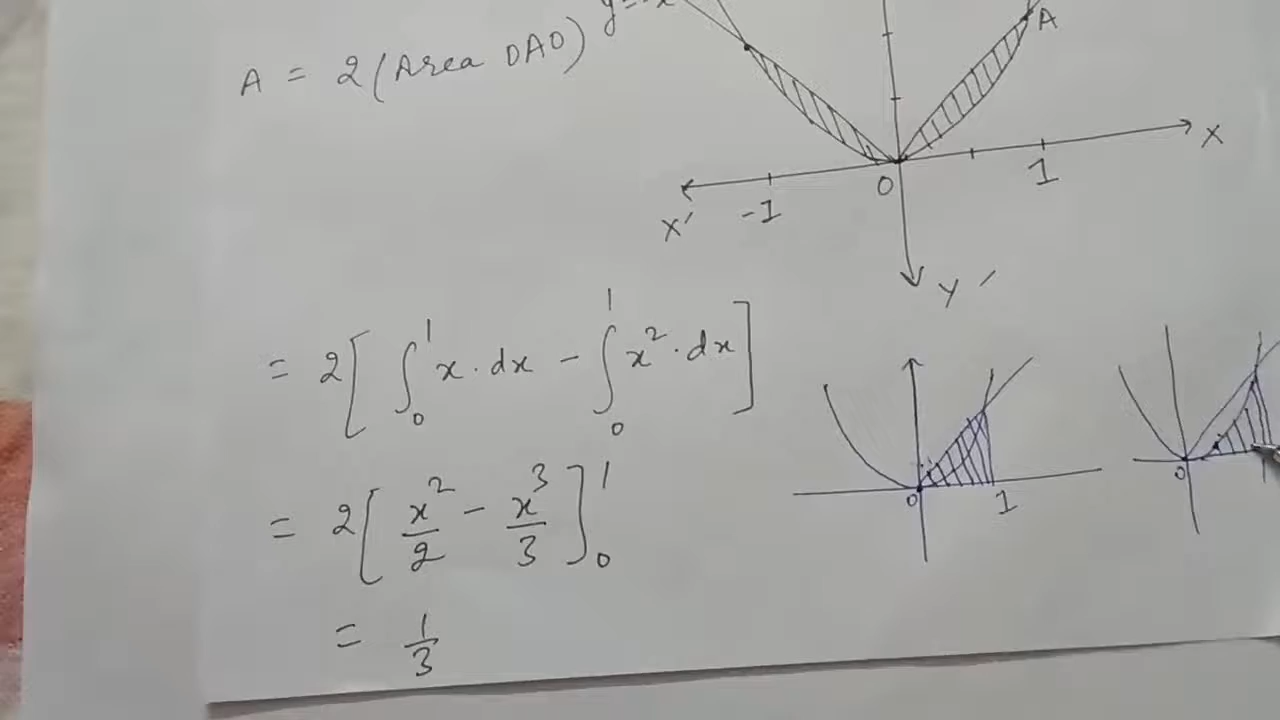 A = 2 (Area OAO)
A
X
0
1
-1
X'
Y'
= 2 [ ∫₀¹ x · dx - ∫₀¹ x² · dx ]
= 2 [ x²/2 - x³/3 ]₀¹
0
1
0
= 1/3